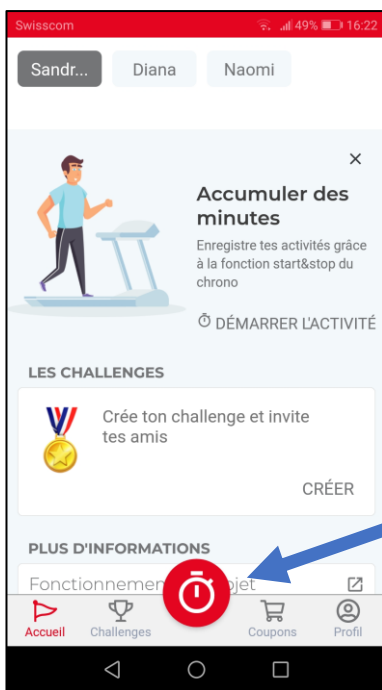 Swisscom 49% 16:22
Sandr... Diana Naomi
Accumuler des
minutes
Enregistre tes activités grâce
à la fonction start&stop du
chrono
DÉMARRER L'ACTIVITÉ
LES CHALLENGES
Crée ton challenge et invite
tes amis
CRÉER
PLUS D'INFORMATIONS
Fonctionnement
Accueil Challenges Coupons Profil